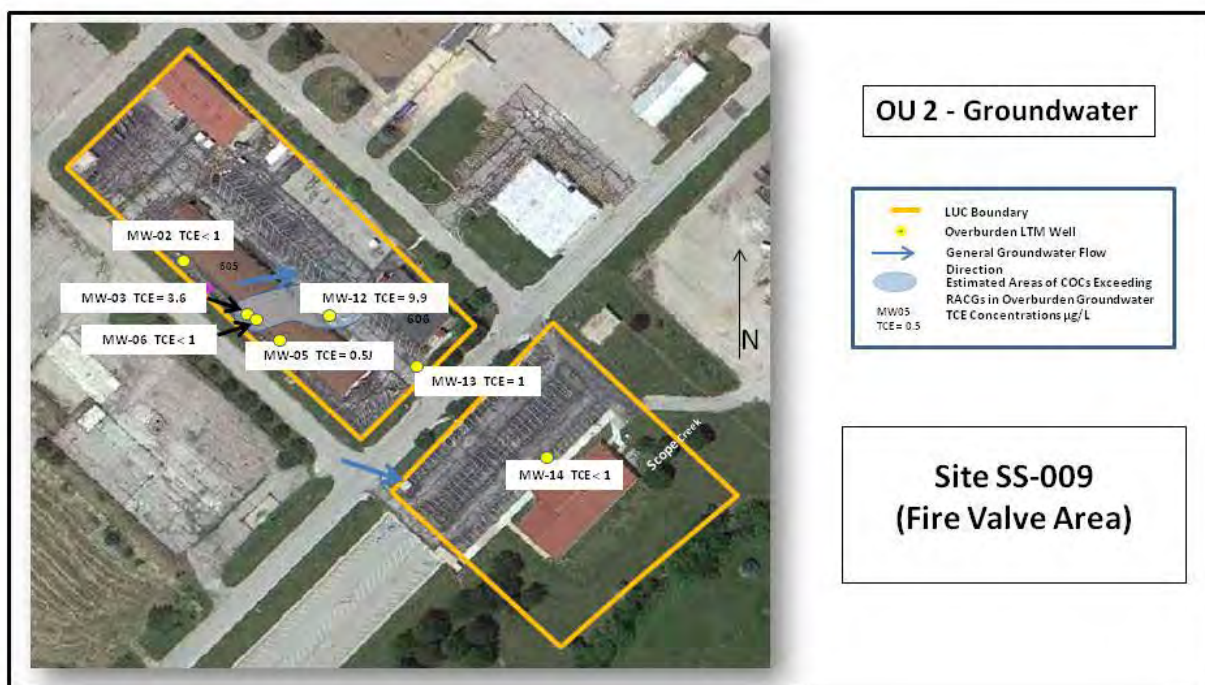 OU 2 - Groundwater
LUC Boundary
Overburden LTM Well
General Groundwater Flow
Direction
Estimated Areas of COCs Exceeding
RACGs in Overburden Groundwater
MW05
TCE = 0.5
TCE Concentrations µg/L
Site SS-009
(Fire Valve Area)
MW-02 TCE < 1
605
MW-03 TCE = 3.6
MW-12 TCE = 9.9
606
MW-06 TCE < 1
MW-05 TCE = 0.5J
MW-13 TCE = 1
N
Scope Creek
MW-14 TCE < 1